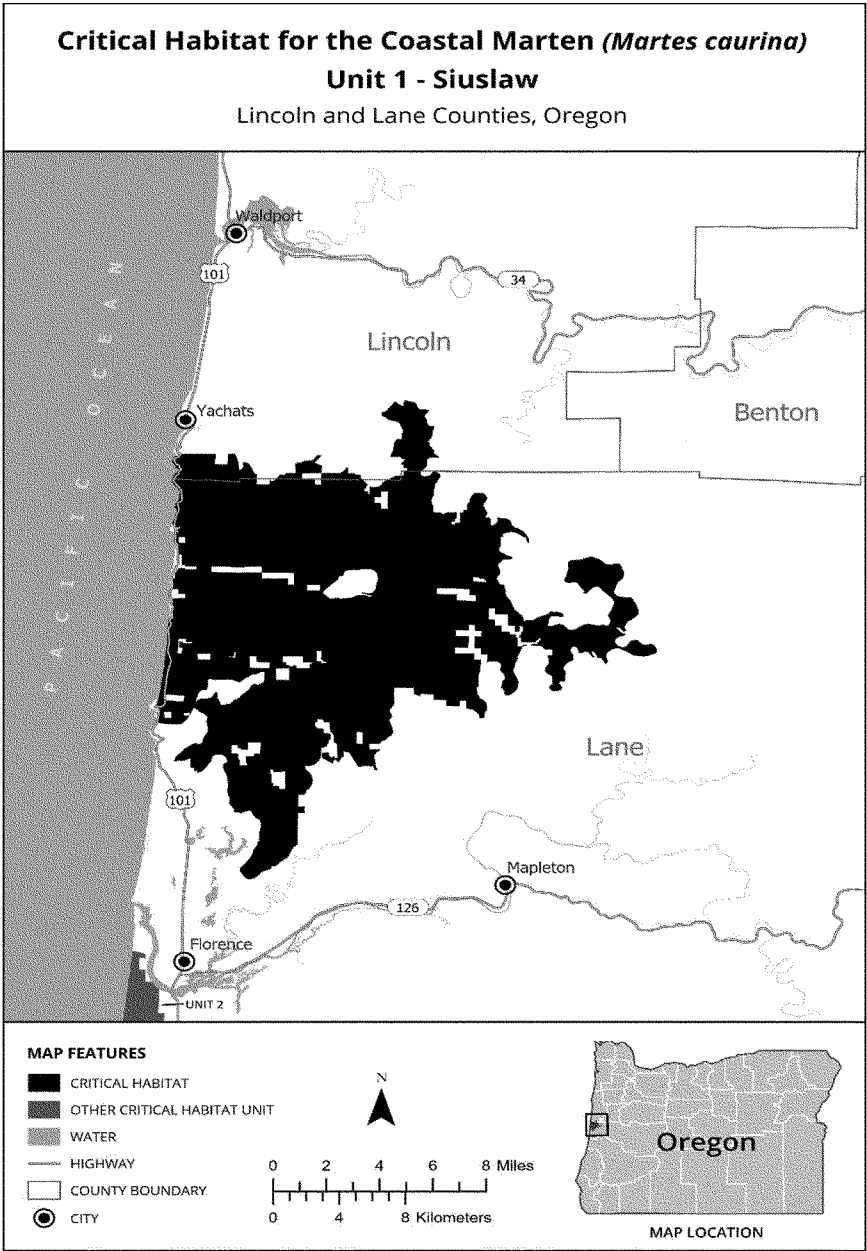 Critical Habitat for the Coastal Marten (Martes caurina)
Unit 1 - Siuslaw
Lincoln and Lane Counties, Oregon
Waldport
101
34
Lincoln
Yachats
Benton
PACIFIC OCEAN
Lane
101
Mapleton
126
Florence
UNIT 2
MAP FEATURES
CRITICAL HABITAT
OTHER CRITICAL HABITAT UNIT
WATER
HIGHWAY
COUNTY BOUNDARY
CITY
N
0 2 4 6 8 Miles
0 4 8 Kilometers
Oregon
MAP LOCATION